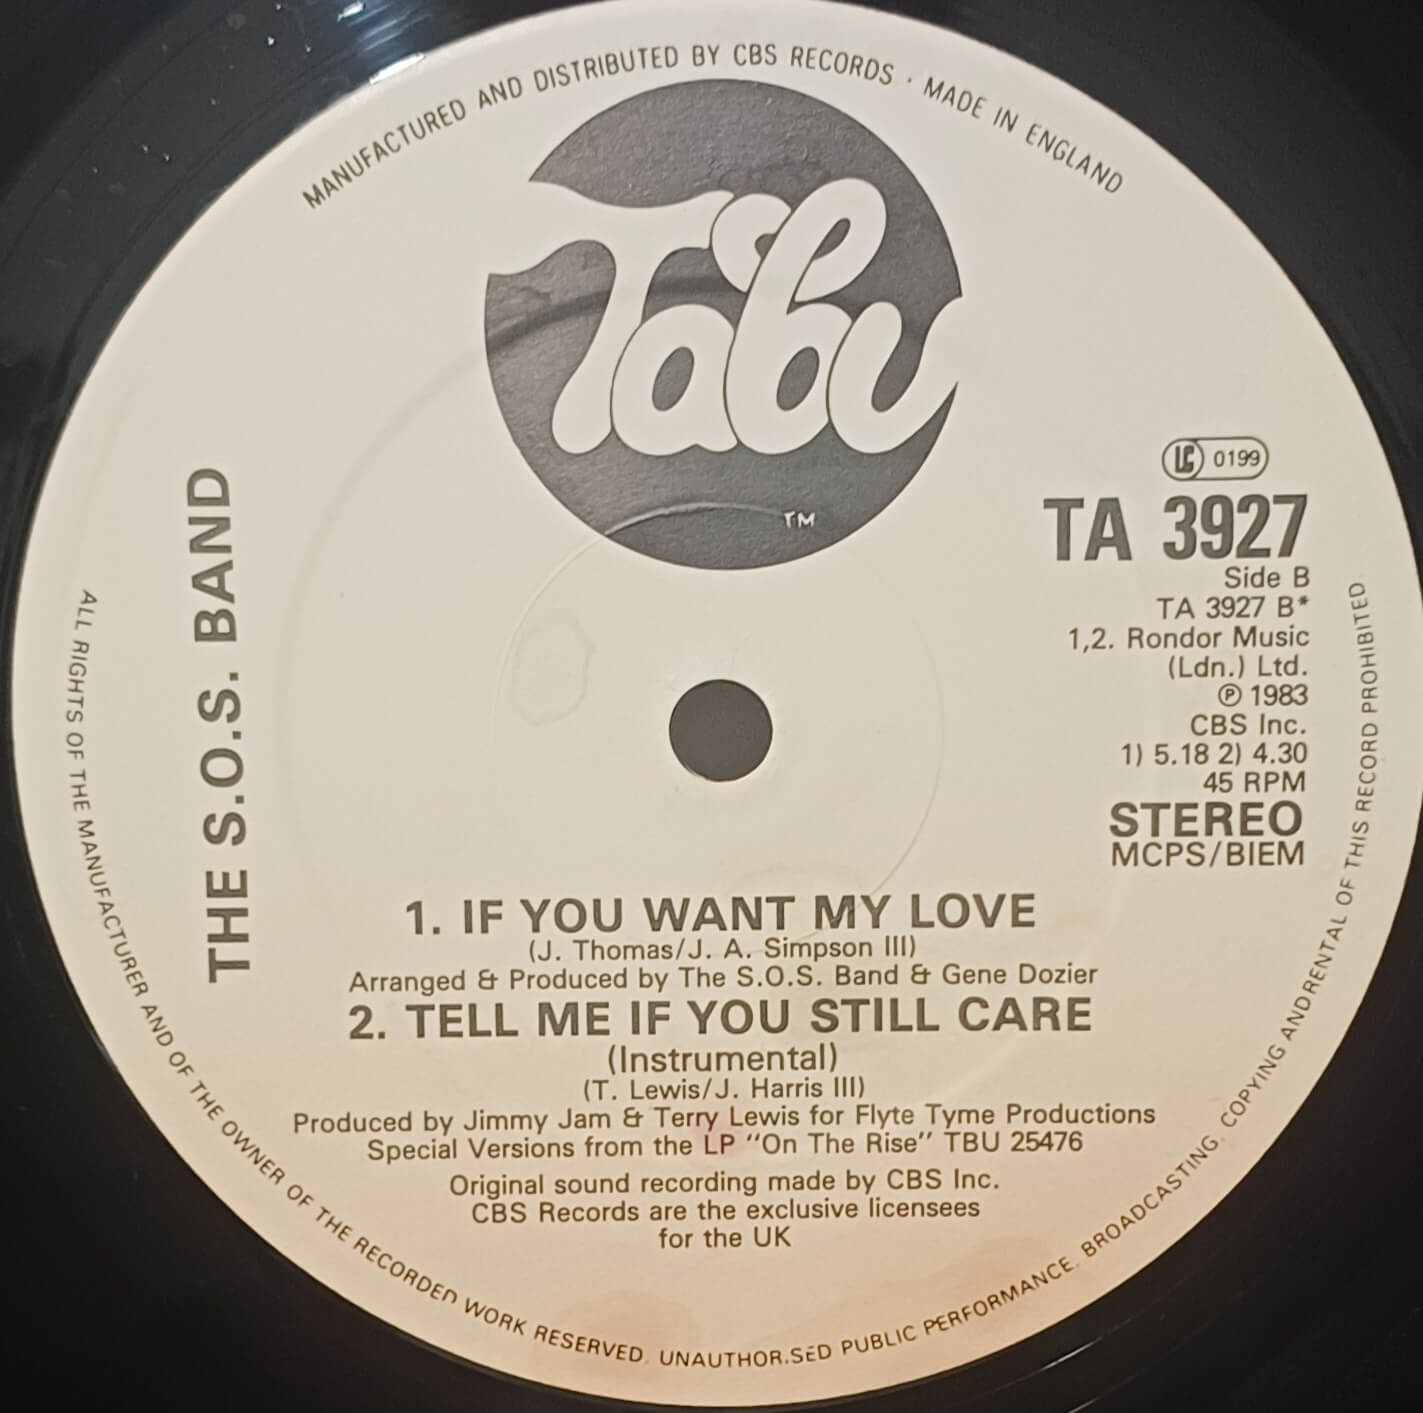 MANUFACTURED AND DISTRIBUTED BY CBS RECORDS · MADE IN ENGLAND
Tabu
TM
LC 0199
TA 3927
Side B
TA 3927 B*
1,2. Rondor Music
(Ldn.) Ltd.
℗ 1983
CBS Inc.
1) 5.18 2) 4.30
45 RPM
STEREO
MCPS/BIEM
THE S.O.S. BAND
1. IF YOU WANT MY LOVE
(J. Thomas/J. A. Simpson III)
Arranged & Produced by The S.O.S. Band & Gene Dozier
2. TELL ME IF YOU STILL CARE
(Instrumental)
(T. Lewis/J. Harris III)
Produced by Jimmy Jam & Terry Lewis for Flyte Tyme Productions
Special Versions from the LP "On The Rise" TBU 25476
Original sound recording made by CBS Inc.
CBS Records are the exclusive licensees
for the UK
ALL RIGHTS OF THE MANUFACTURER AND OF THE OWNER OF THE RECORDED WORK RESERVED. UNAUTHORISED PUBLIC PERFORMANCE. BROADCASTING. COPYING ANDRENTAL OF THIS RECORD PROHIBITED.